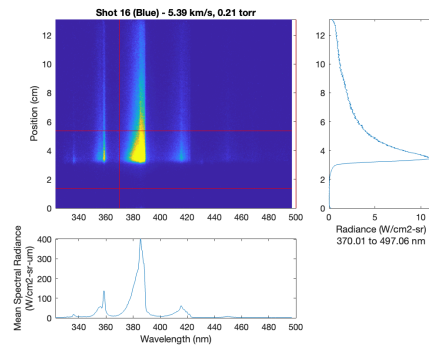 Shot 16 (Blue) - 5.39 km/s, 0.21 torr
Position (cm)
12
10
8
6
4
2
0
340 360 380 400 420 440 460 480 500
12
10
8
6
4
2
0
0 5 10
Radiance (W/cm2-sr)
370.01 to 497.06 nm
Mean Spectral Radiance
(W/cm2-sr-um)
400
300
200
100
0
340 360 380 400 420 440 460 480 500
Wavelength (nm)